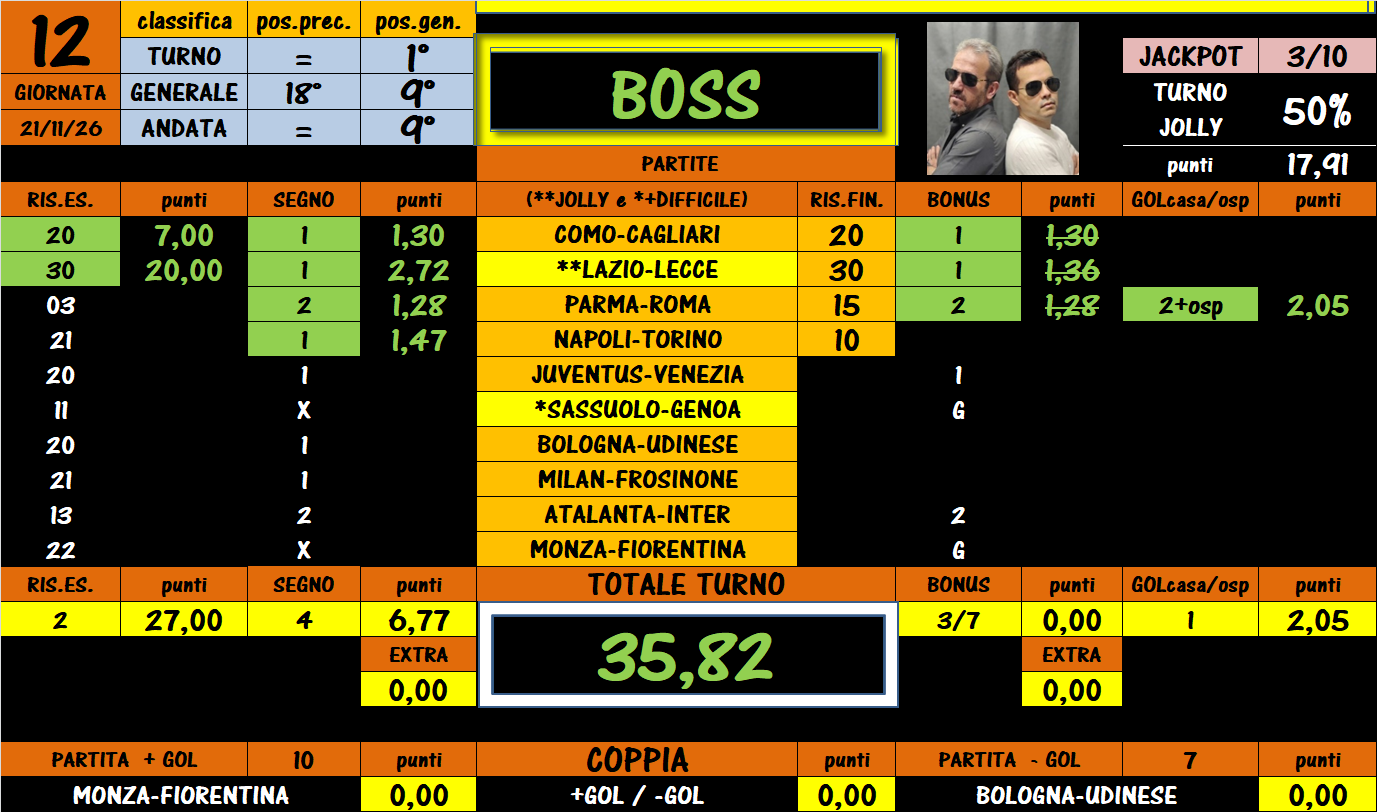 12 classifica pos.prec. pos.gen.
TURNO = 1° BOSS JACKPOT 3/10
GIORNATA GENERALE 18° 9° TURNO JOLLY 50%
21/11/26 ANDATA = 9°
PARTITE punti 17,91
RIS.ES. punti SEGNO punti (**JOLLY e *+DIFFICILE) RIS.FIN. BONUS punti GOLcasa/osp punti
20 7,00 1 1,30 COMO-CAGLIARI 20 1 1,30
30 20,00 1 2,72 **LAZIO-LECCE 30 1 1,36
03 2 1,28 PARMA-ROMA 15 2 1,28 2+osp 2,05
21 1 1,47 NAPOLI-TORINO 10
20 1 JUVENTUS-VENEZIA 1
11 X *SASSUOLO-GENOA G
20 1 BOLOGNA-UDINESE
21 1 MILAN-FROSINONE
13 2 ATALANTA-INTER 2
22 X MONZA-FIORENTINA G
RIS.ES. punti SEGNO punti TOTALE TURNO BONUS punti GOLcasa/osp punti
2 27,00 4 6,77 35,82 3/7 0,00 1 2,05
EXTRA EXTRA
0,00 0,00
PARTITA + GOL 10 punti COPPIA punti PARTITA - GOL 7 punti
MONZA-FIORENTINA 0,00 +GOL / -GOL 0,00 BOLOGNA-UDINESE 0,00